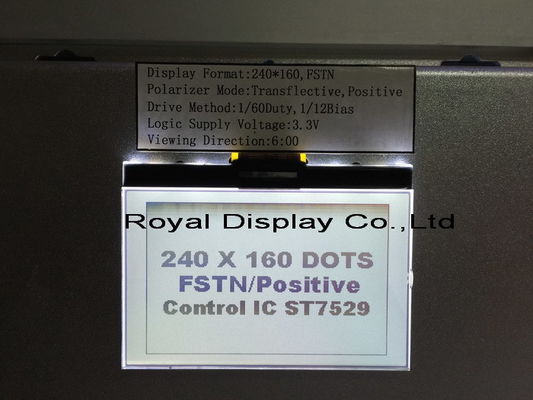 Display Format:240*160,FSTN
Polarizer Mode:Transflective,Positive
Drive Method:1/60Duty,1/12Bias
Logic Supply Voltage:3.3V
Viewing Direction:6:00
Royal Display Co.,Ltd
240 X 160 DOTS
FSTN/Positive
Control IC ST7529